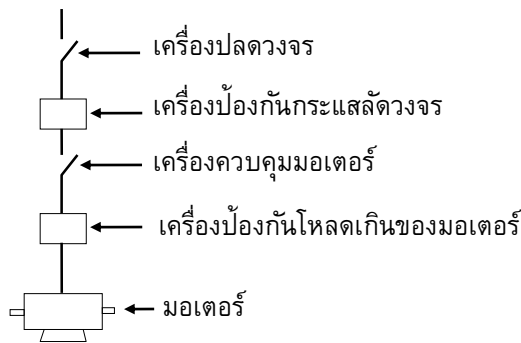 เครื่องปลดวงจร
เครื่องป้องกันกระแสลัดวงจร
เครื่องควบคุมมอเตอร์
เครื่องป้องกันโหลดเกินของมอเตอร์
มอเตอร์